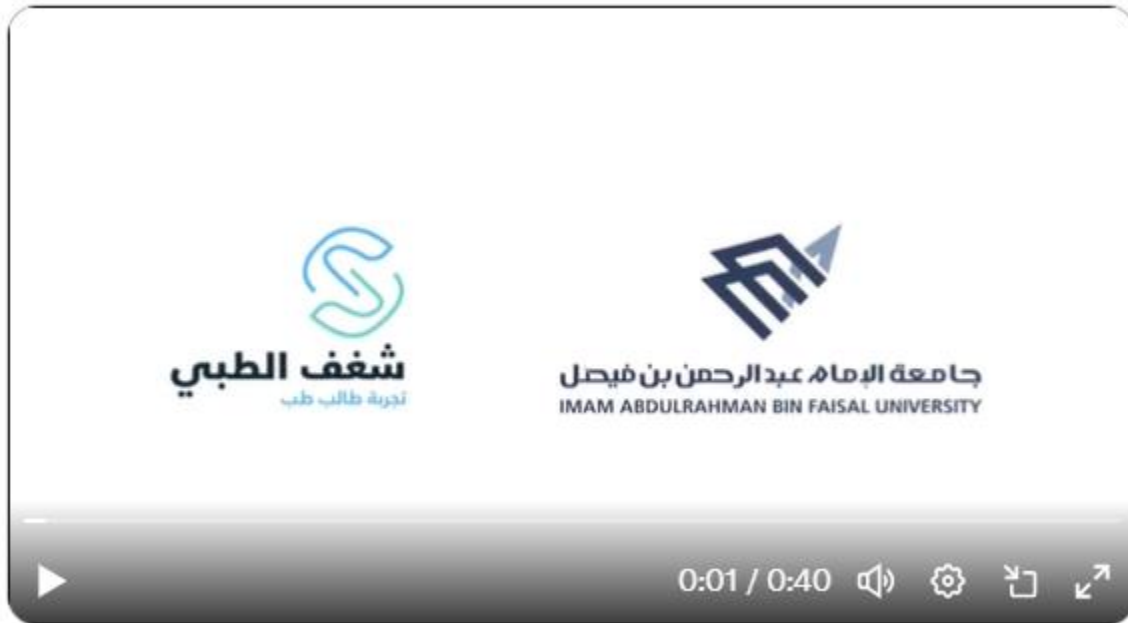 شغف الطبي
تجربة طالب طب
جامعة الإمام عبدالرحمن بن فيصل
IMAM ABDULRAHMAN BIN FAISAL UNIVERSITY
0:01 / 0:40